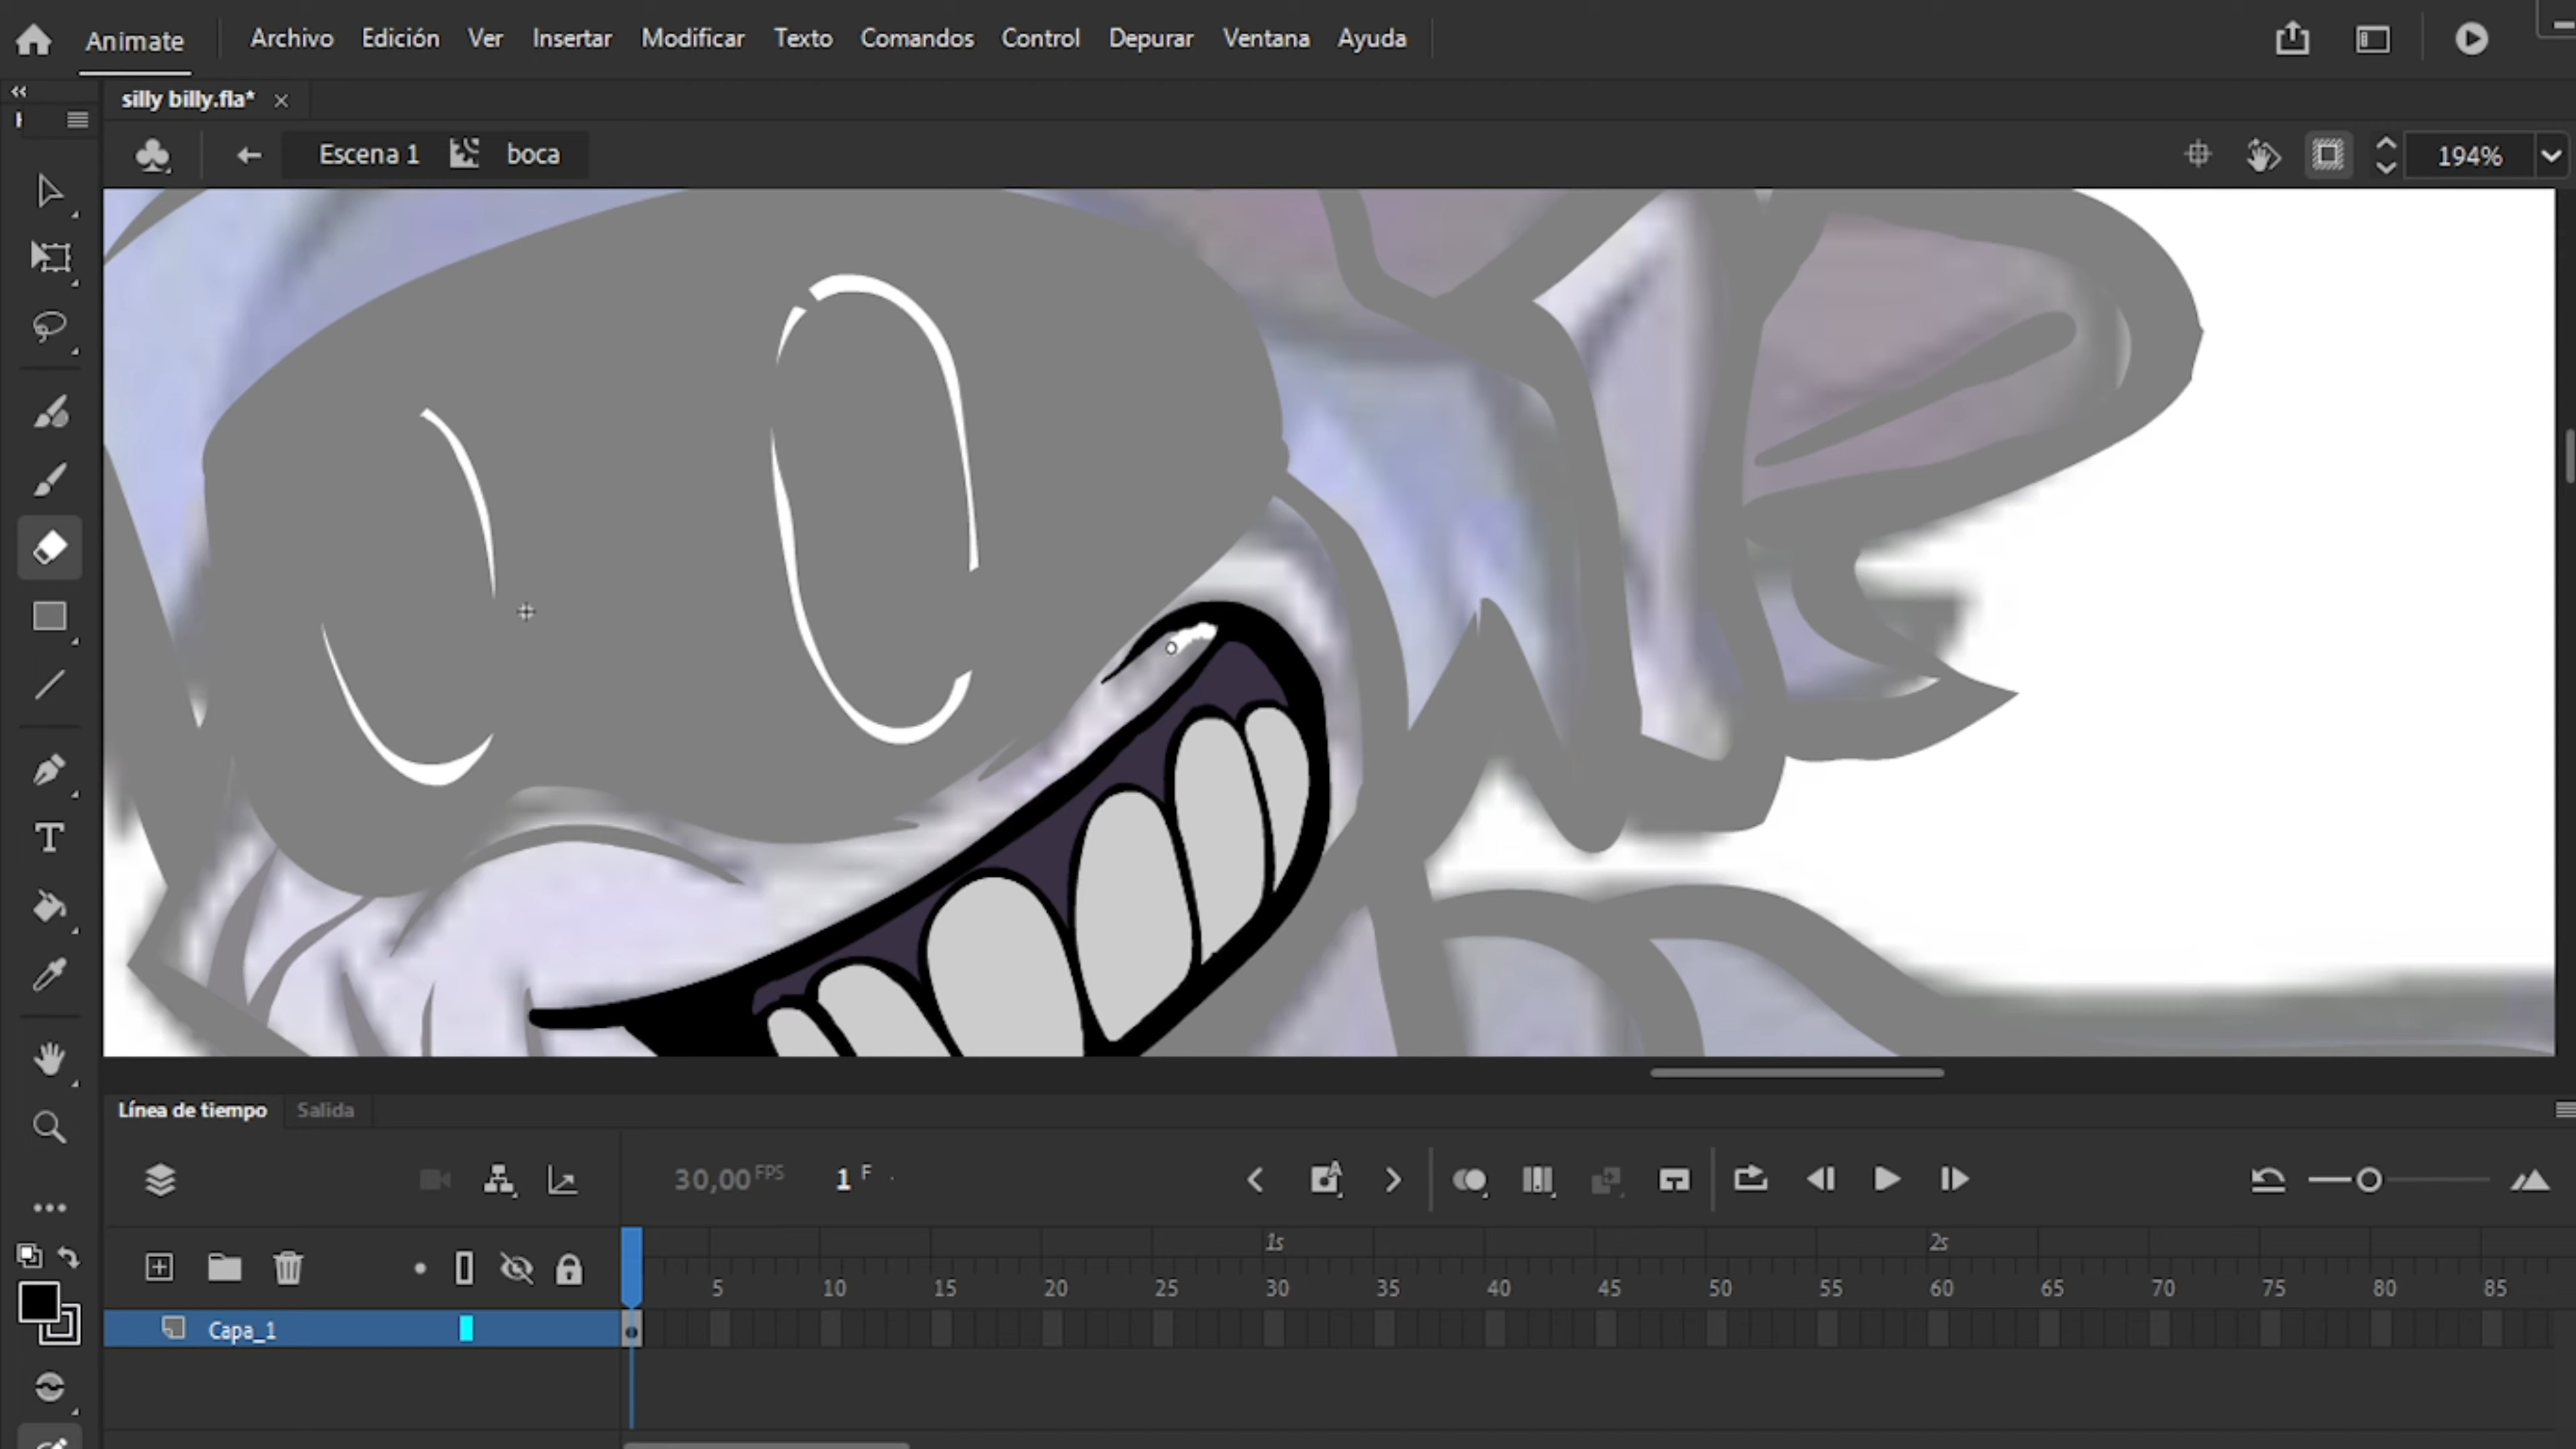 Animate Archivo Edición Ver Insertar Modificar Texto Comandos Control Depurar Ventana Ayuda
silly billy.fla*
Escena 1 boca 194%
Línea de tiempo Salida
30,00 FPS 1 F
1s 2s
5 10 15 20 25 30 35 40 45 50 55 60 65 70 75 80 85
Capa_1